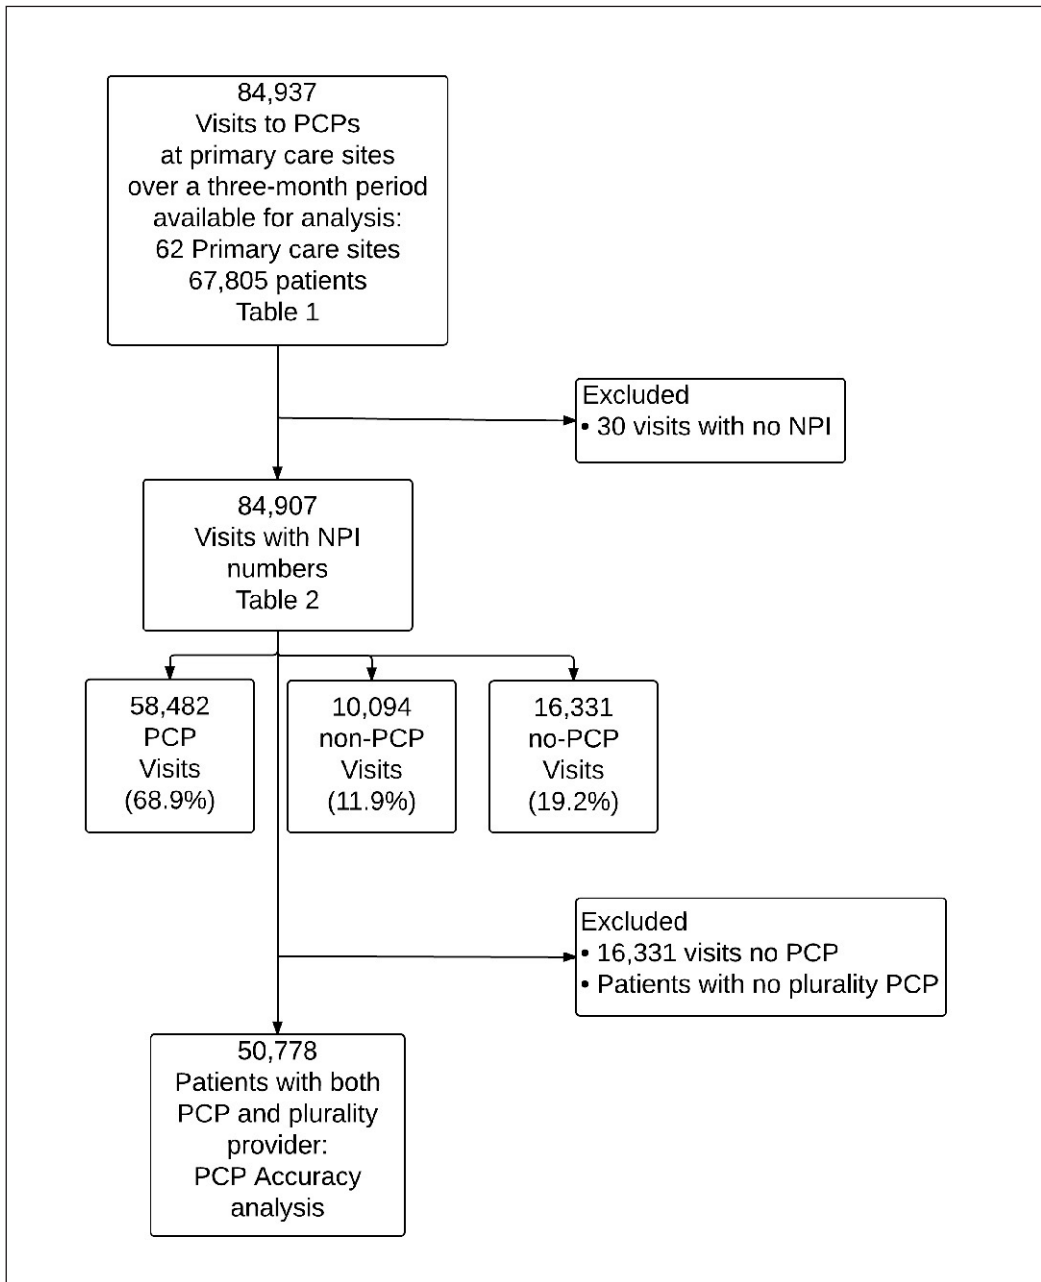 84,937
Visits to PCPs
at primary care sites
over a three-month period
available for analysis:
62 Primary care sites
67,805 patients
Table 1
Excluded
• 30 visits with no NPI
84,907
Visits with NPI
numbers
Table 2
58,482
PCP
Visits
(68.9%)
10,094
non-PCP
Visits
(11.9%)
16,331
no-PCP
Visits
(19.2%)
Excluded
• 16,331 visits no PCP
• Patients with no plurality PCP
50,778
Patients with both
PCP and plurality
provider:
PCP Accuracy
analysis